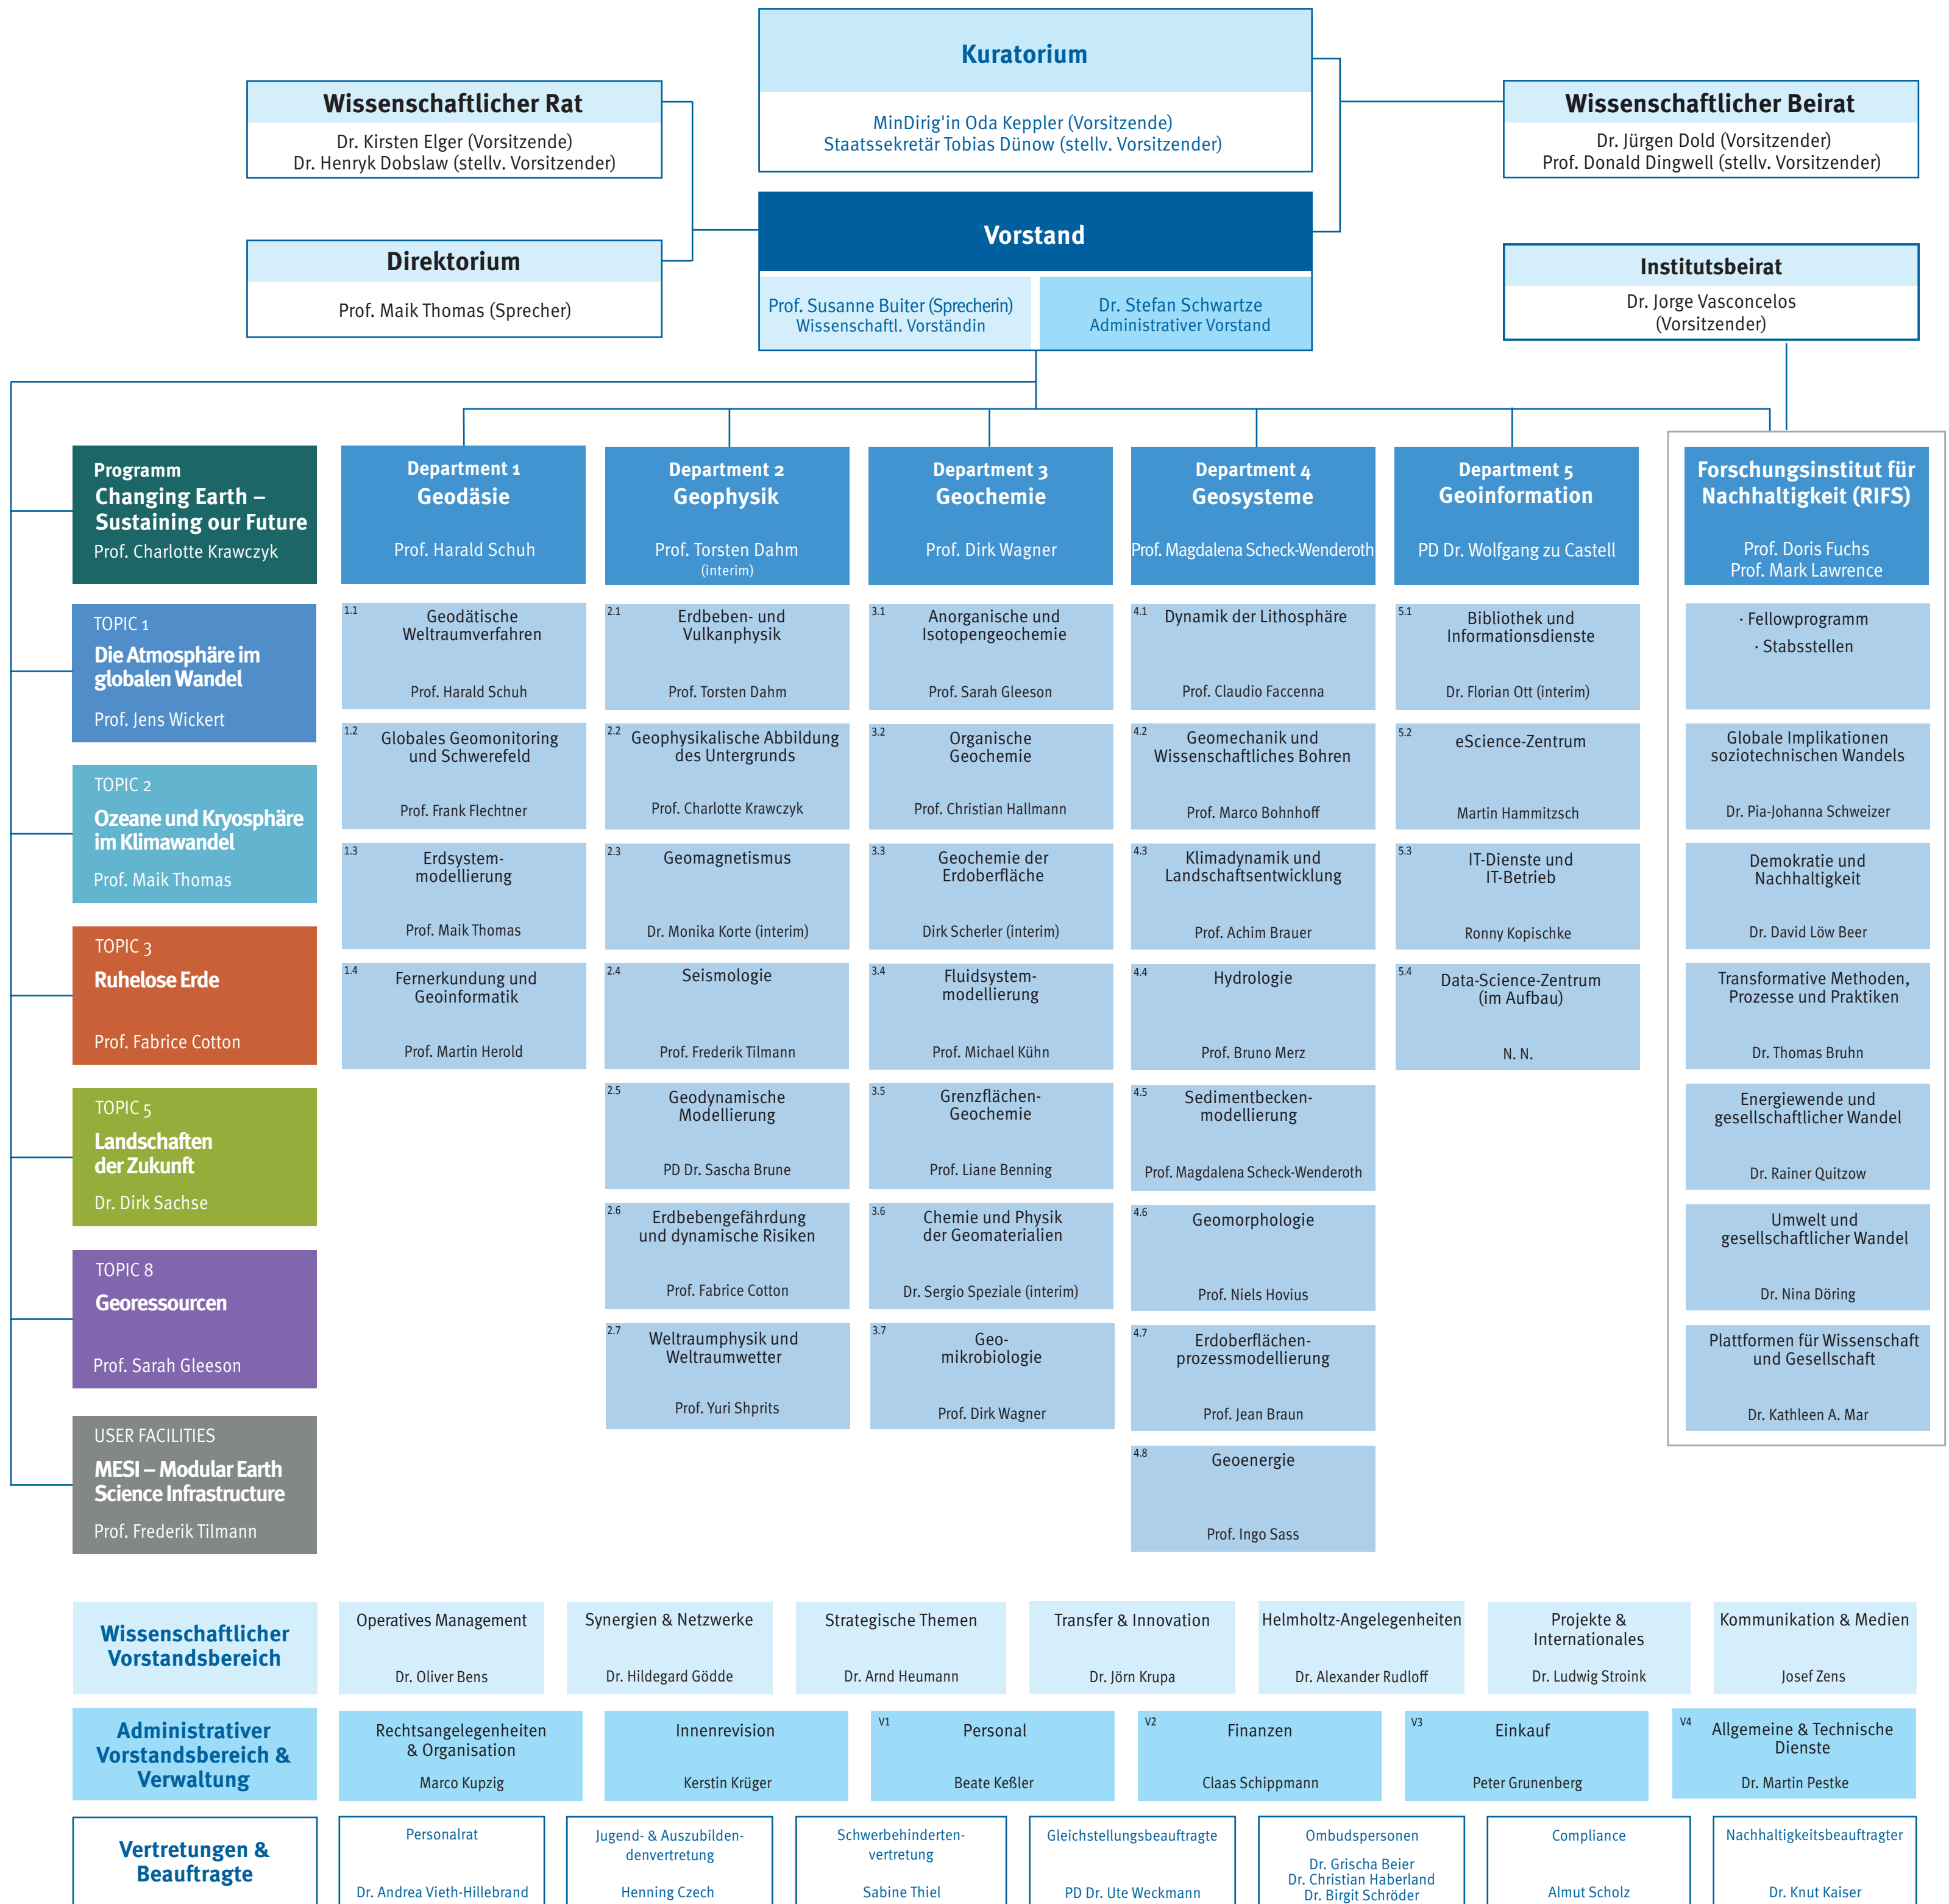 Kuratorium
MinDirig'in Oda Keppler (Vorsitzende)
Staatssekretär Tobias Dünow (stellv. Vorsitzender)
Wissenschaftlicher Rat
Dr. Kirsten Elger (Vorsitzende)
Dr. Henryk Dobslaw (stellv. Vorsitzender)
Wissenschaftlicher Beirat
Dr. Jürgen Dold (Vorsitzender)
Prof. Donald Dingwell (stellv. Vorsitzender)
Vorstand
Prof. Susanne Buiter (Sprecherin)
Wissenschaftl. Vorständin
Dr. Stefan Schwartze
Administrativer Vorstand
Direktorium
Prof. Maik Thomas (Sprecher)
Institutsbeirat
Dr. Jorge Vasconcelos
(Vorsitzender)
Programm
Changing Earth –
Sustaining our Future
Prof. Charlotte Krawczyk
TOPIC 1
Die Atmosphäre im
globalen Wandel
Prof. Jens Wickert
TOPIC 2
Ozeane und Kryosphäre
im Klimawandel
Prof. Maik Thomas
TOPIC 3
Ruhelose Erde
Prof. Fabrice Cotton
TOPIC 5
Landschaften
der Zukunft
Dr. Dirk Sachse
TOPIC 8
Georessourcen
Prof. Sarah Gleeson
USER FACILITIES
MESI – Modular Earth
Science Infrastructure
Prof. Frederik Tilmann
Department 1
Geodäsie
Prof. Harald Schuh
1.1
Geodätische
Weltraumverfahren
Prof. Harald Schuh
1.2
Globales Geomonitoring
und Schwerefeld
Prof. Frank Flechtner
1.3
Erdsystem-
modellierung
Prof. Maik Thomas
1.4
Fernerkundung und
Geoinformatik
Prof. Martin Herold
Department 2
Geophysik
Prof. Torsten Dahm
(interim)
2.1
Erdbeben- und
Vulkanphysik
Prof. Torsten Dahm
2.2
Geophysikalische Abbildung
des Untergrunds
Prof. Charlotte Krawczyk
2.3
Geomagnetismus
Dr. Monika Korte (interim)
2.4
Seismologie
Prof. Frederik Tilmann
2.5
Geodynamische
Modellierung
PD Dr. Sascha Brune
2.6
Erdbebengefährdung
und dynamische Risiken
Prof. Fabrice Cotton
2.7
Weltraumphysik und
Weltraumwetter
Prof. Yuri Shprits
Department 3
Geochemie
Prof. Dirk Wagner
3.1
Anorganische und
Isotopengeochemie
Prof. Sarah Gleeson
3.2
Organische
Geochemie
Prof. Christian Hallmann
3.3
Geochemie der
Erdoberfläche
Dirk Scherler (interim)
3.4
Fluidsystem-
modellierung
Prof. Michael Kühn
3.5
Grenzflächen-
Geochemie
Prof. Liane Benning
3.6
Chemie und Physik
der Geomaterialien
Dr. Sergio Speziale (interim)
3.7
Geo-
mikrobiologie
Prof. Dirk Wagner
Department 4
Geosysteme
Prof. Magdalena Scheck-Wenderoth
4.1
Dynamik der Lithosphäre
Prof. Claudio Faccenna
4.2
Geomechanik und
Wissenschaftliches Bohren
Prof. Marco Bohnhoff
4.3
Klimadynamik und
Landschaftsentwicklung
Prof. Achim Brauer
4.4
Hydrologie
Prof. Bruno Merz
4.5
Sedimentbecken-
modellierung
Prof. Magdalena Scheck-Wenderoth
4.6
Geomorphologie
Prof. Niels Hovius
4.7
Erdoberflächen-
prozessmodellierung
Prof. Jean Braun
4.8
Geoenergie
Prof. Ingo Sass
Department 5
Geoinformation
PD Dr. Wolfgang zu Castell
5.1
Bibliothek und
Informationsdienste
Dr. Florian Ott (interim)
5.2
eScience-Zentrum
Martin Hammitzsch
5.3
IT-Dienste und
IT-Betrieb
Ronny Kopischke
5.4
Data-Science-Zentrum
(im Aufbau)
N. N.
Forschungsinstitut für
Nachhaltigkeit (RIFS)
Prof. Doris Fuchs
Prof. Mark Lawrence
· Fellowprogramm
· Stabsstellen
Globale Implikationen
soziotechnischen Wandels
Dr. Pia-Johanna Schweizer
Demokratie und
Nachhaltigkeit
Dr. David Löw Beer
Transformative Methoden,
Prozesse und Praktiken
Dr. Thomas Bruhn
Energiewende und
gesellschaftlicher Wandel
Dr. Rainer Quitzow
Umwelt und
gesellschaftlicher Wandel
Dr. Nina Döring
Plattformen für Wissenschaft
und Gesellschaft
Dr. Kathleen A. Mar
Wissenschaftlicher
Vorstandsbereich
Operatives Management
Dr. Oliver Bens
Synergien & Netzwerke
Dr. Hildegard Gödde
Strategische Themen
Dr. Arnd Heumann
Transfer & Innovation
Dr. Jörn Krupa
Helmholtz-Angelegenheiten
Dr. Alexander Rudloff
Projekte &
Internationales
Dr. Ludwig Stroink
Kommunikation & Medien
Josef Zens
Administrativer
Vorstandsbereich &
Verwaltung
Rechtsangelegenheiten
& Organisation
Marco Kupzig
Innenrevision
Kerstin Krüger
V1
Personal
Beate Keßler
V2
Finanzen
Claas Schippmann
V3
Einkauf
Peter Grunenberg
V4
Allgemeine & Technische
Dienste
Dr. Martin Pestke
Vertretungen &
Beauftragte
Personalrat
Dr. Andrea Vieth-Hillebrand
Jugend- & Auszubilden-
denvertretung
Henning Czech
Schwerbehinderten-
vertretung
Sabine Thiel
Gleichstellungsbeauftragte
PD Dr. Ute Weckmann
Ombudspersonen
Dr. Grischa Beier
Dr. Christian Haberland
Dr. Birgit Schröder
Compliance
Almut Scholz
Nachhaltigkeitsbeauftragter
Dr. Knut Kaiser